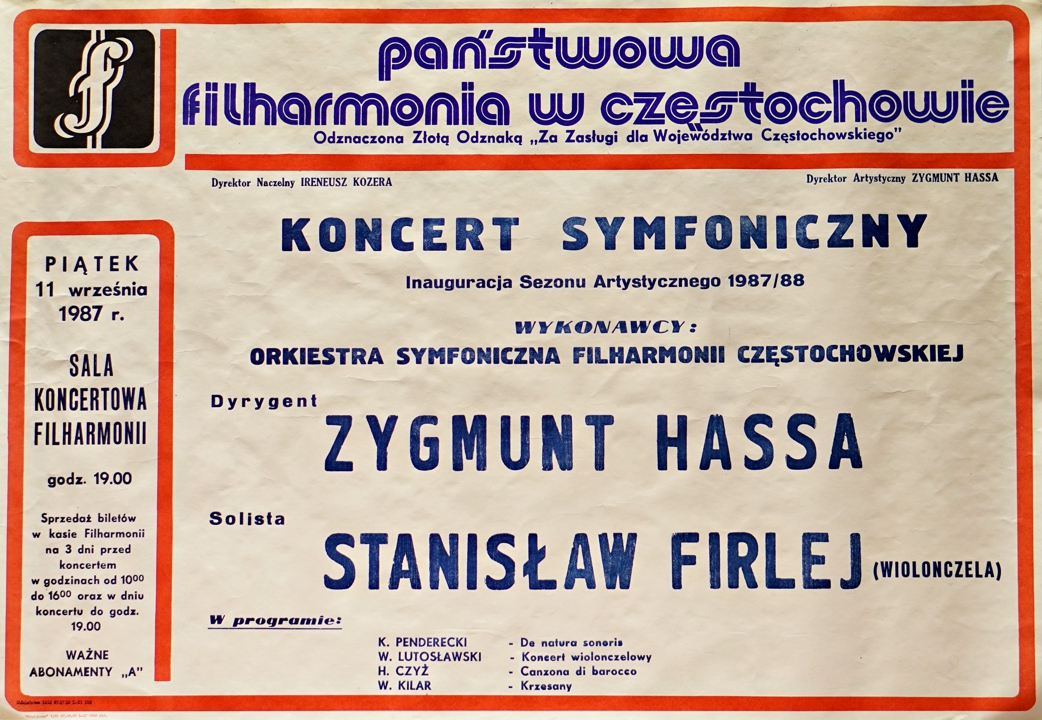 państwowa
filharmonia w częstochowie
Odznaczona Złotą Odznaką „Za Zasługi dla Województwa Częstochowskiego"
Dyrektor Naczelny IRENEUSZ KOZERA
Dyrektor Artystyczny ZYGMUNT HASSA
PIĄTEK
11 września
1987 r.
SALA
KONCERTOWA
FILHARMONII
godz. 19.00
Sprzedaż biletów
w kasie Filharmonii
na 3 dni przed
koncertem
w godzinach od 10⁰⁰
do 16⁰⁰ oraz w dniu
koncertu do godz.
19.00
WAŻNE
ABONAMENTY „A"
KONCERT SYMFONICZNY
Inauguracja Sezonu Artystycznego 1987/88
WYKONAWCY:
ORKIESTRA SYMFONICZNA FILHARMONII CZĘSTOCHOWSKIEJ
Dyrygent
ZYGMUNT HASSA
Solista
STANISŁAW FIRLEJ (WIOLONCZELA)
W programie:
K. PENDERECKI - De natura sonoris
W. LUTOSŁAWSKI - Koncert wiolonczelowy
H. CZYŻ - Canzona di barocco
W. KILAR - Krzesany